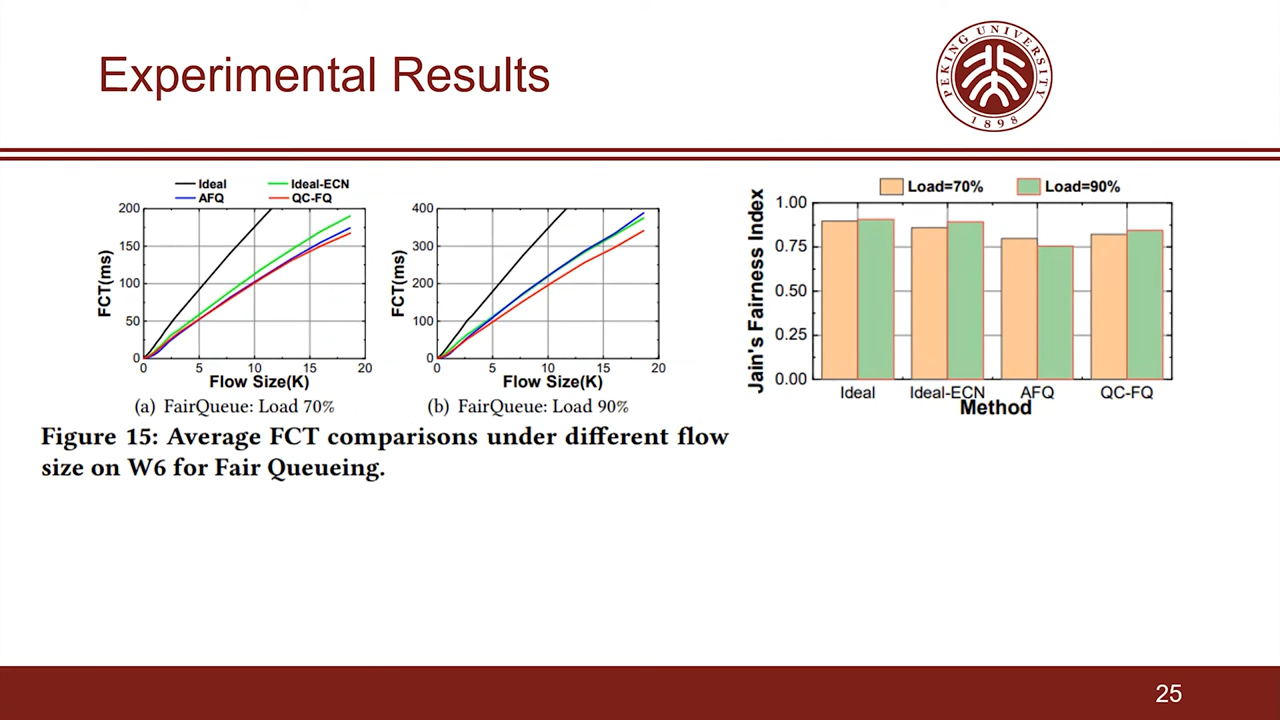 Experimental Results
PEKING UNIVERSITY
1898
Ideal
Ideal-ECN
AFQ
QC-FQ
FCT(ms)
200
150
100
50
0
0 5 10 15 20
Flow Size(K)
(a) FairQueue: Load 70%
FCT(ms)
400
300
200
100
0
0 5 10 15 20
Flow Size(K)
(b) FairQueue: Load 90%
Figure 15: Average FCT comparisons under different flow
size on W6 for Fair Queueing.
Load=70% Load=90%
Jain's Fairness Index
1.00
0.75
0.50
0.25
0.00
Ideal Ideal-ECN AFQ QC-FQ
Method
25